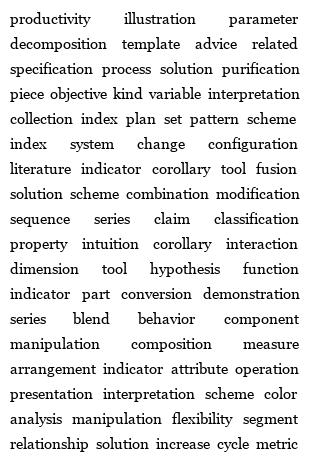 productivity illustration parameter
decomposition template advice related
specification process solution purification
piece objective kind variable interpretation
collection index plan set pattern scheme
index system change configuration
literature indicator corollary tool fusion
solution scheme combination modification
sequence series claim classification
property intuition corollary interaction
dimension tool hypothesis function
indicator part conversion demonstration
series blend behavior component
manipulation composition measure
arrangement indicator attribute operation
presentation interpretation scheme color
analysis manipulation flexibility segment
relationship solution increase cycle metric